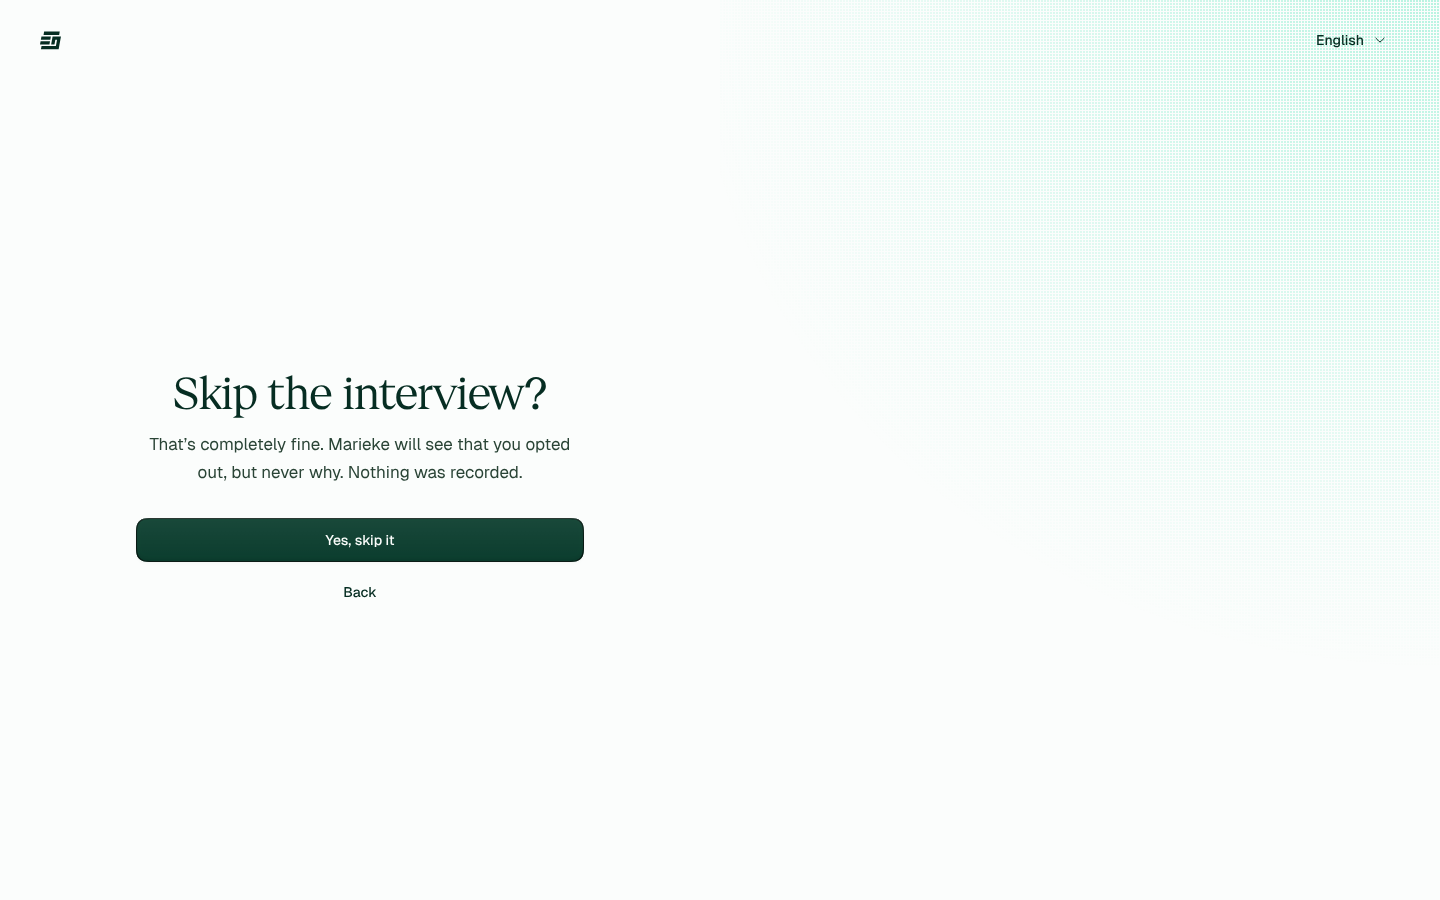 English
Skip the interview?
That’s completely fine. Marieke will see that you opted
out, but never why. Nothing was recorded.
Yes, skip it
Back